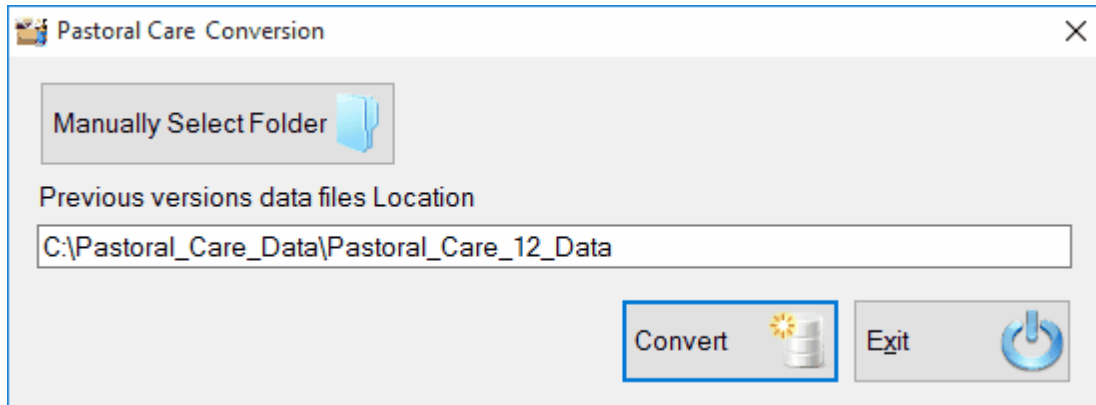 Pastoral Care Conversion
Manually Select Folder
Previous versions data files Location
C:\Pastoral_Care_Data\Pastoral_Care_12_Data
Convert
Exit